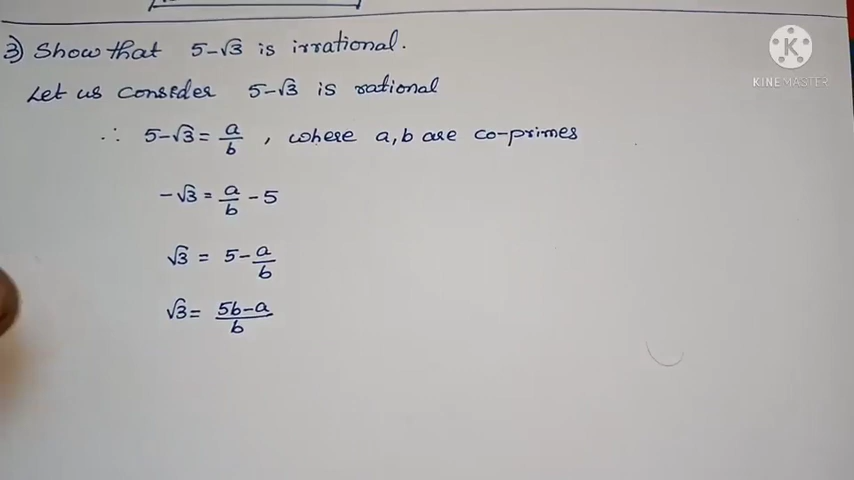 3) Show that 5-√3 is irrational.
Let us consider 5-√3 is rational
∴ 5-√3 = a/b , where a,b are co-primes
-√3 = a/b - 5
√3 = 5 - a/b
√3 = (5b-a)/b
K
KINEMASTER